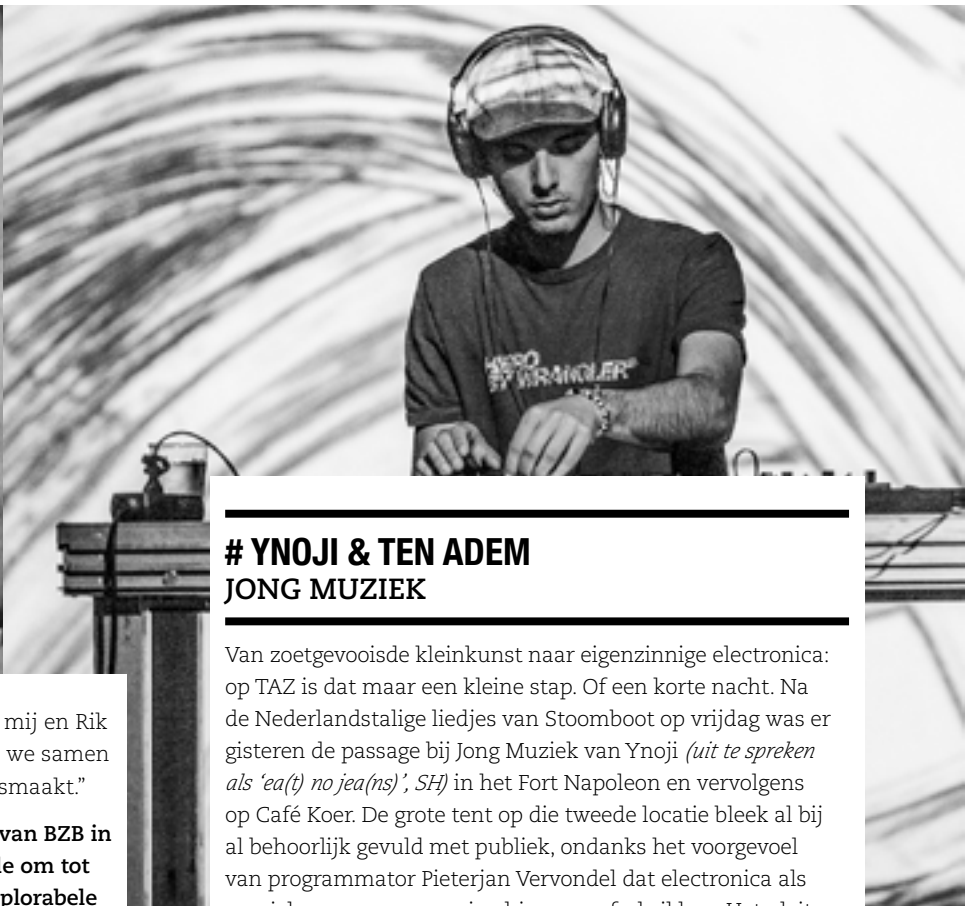 BY WRANGLER
# YNOJI & TEN ADEM
JONG MUZIEK
Van zoetgevooisde kleinkunst naar eigenzinnige electronica:
op TAZ is dat maar een kleine stap. Of een korte nacht. Na
de Nederlandstalige liedjes van Stoomboot op vrijdag was er
gisteren de passage bij Jong Muziek van Ynoji (uit te spreken
als ‘ea(t) no jea(ns)’, SH) in het Fort Napoleon en vervolgens
op Café Koer. De grote tent op die tweede locatie bleek al bij
al behoorlijk gevuld met publiek, ondanks het voorgevoel
van programmator Pieterjan Vervondel dat electronica als
mij en Rik
we samen
smaakt.”
van BZB in
om tot